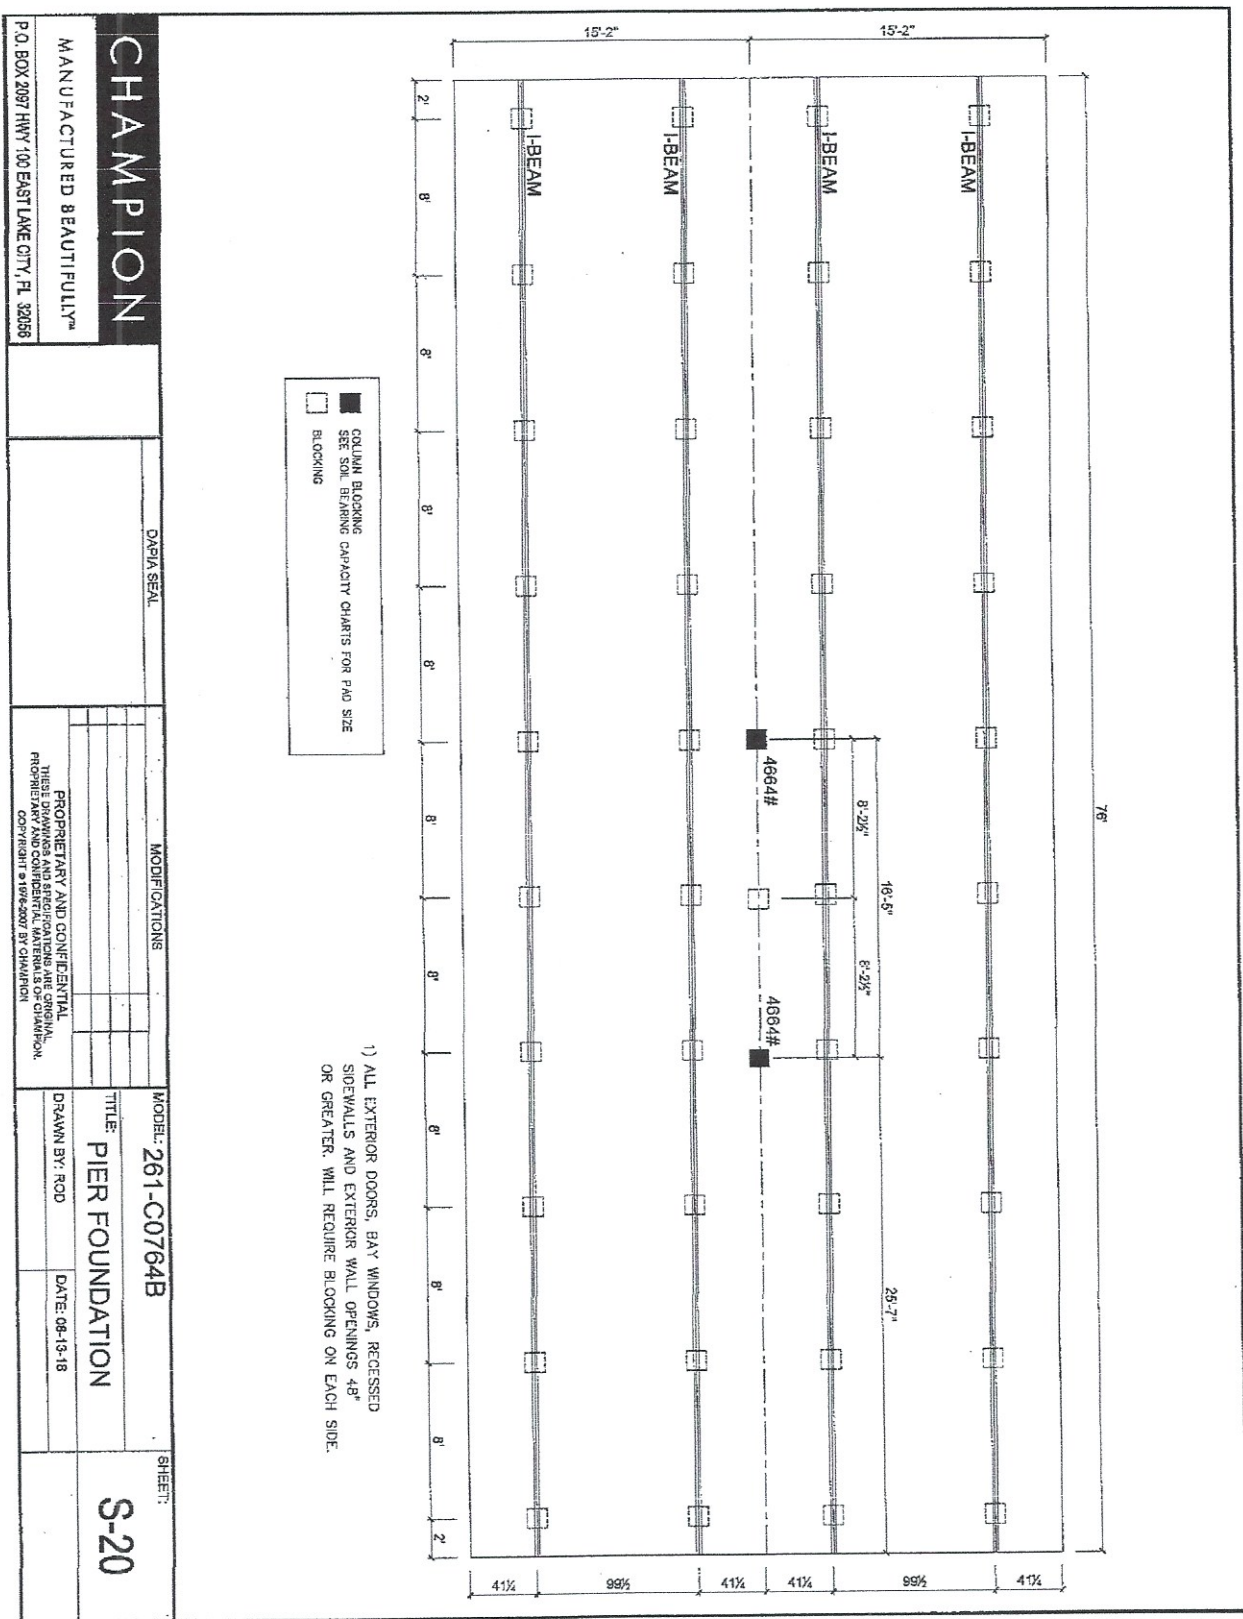 15'-2"
15'-2"
76'
I-BEAM
I-BEAM
I-BEAM
I-BEAM
2'
8'
8'
8'
8'
8'
8'
8'
8'
8'
2'
8'-2½"
8'-2½"
16'-5"
25'-7"
4664#
4664#
41¼
99½
41¼
41¼
99½
41¼
COLUMN BLOCKING
SEE SOIL BEARING CAPACITY CHARTS FOR PAD SIZE
BLOCKING
1) ALL EXTERIOR DOORS, BAY WINDOWS, RECESSED
SIDEWALLS AND EXTERIOR WALL OPENINGS 48"
OR GREATER. WILL REQUIRE BLOCKING ON EACH SIDE.
CHAMPION
MANUFACTURED BEAUTIFULLY™
P.O. BOX 2097 HWY 100 EAST LAKE CITY, FL 32056
DAPIA SEAL
MODIFICATIONS
PROPRIETARY AND CONFIDENTIAL
THESE DRAWINGS AND SPECIFICATIONS ARE ORIGINAL,
PROPRIETARY AND CONFIDENTIAL MATERIALS OF CHAMPION.
COPYRIGHT © 1976-2007 BY CHAMPION
MODEL: 261-C0764B
TITLE: PIER FOUNDATION
DRAWN BY: ROD
DATE: 08-13-18
SHEET:
S-20